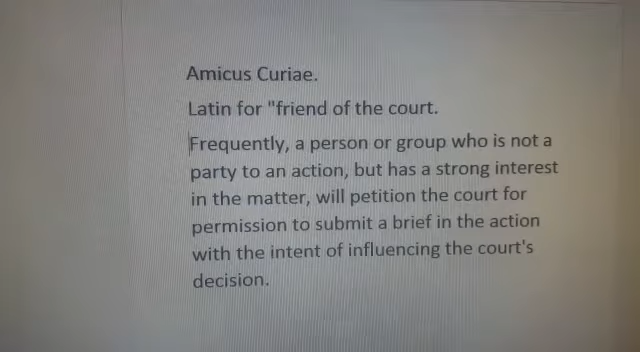 Amicus Curiae.
Latin for "friend of the court.
Frequently, a person or group who is not a
party to an action, but has a strong interest
in the matter, will petition the court for
permission to submit a brief in the action
with the intent of influencing the court's
decision.